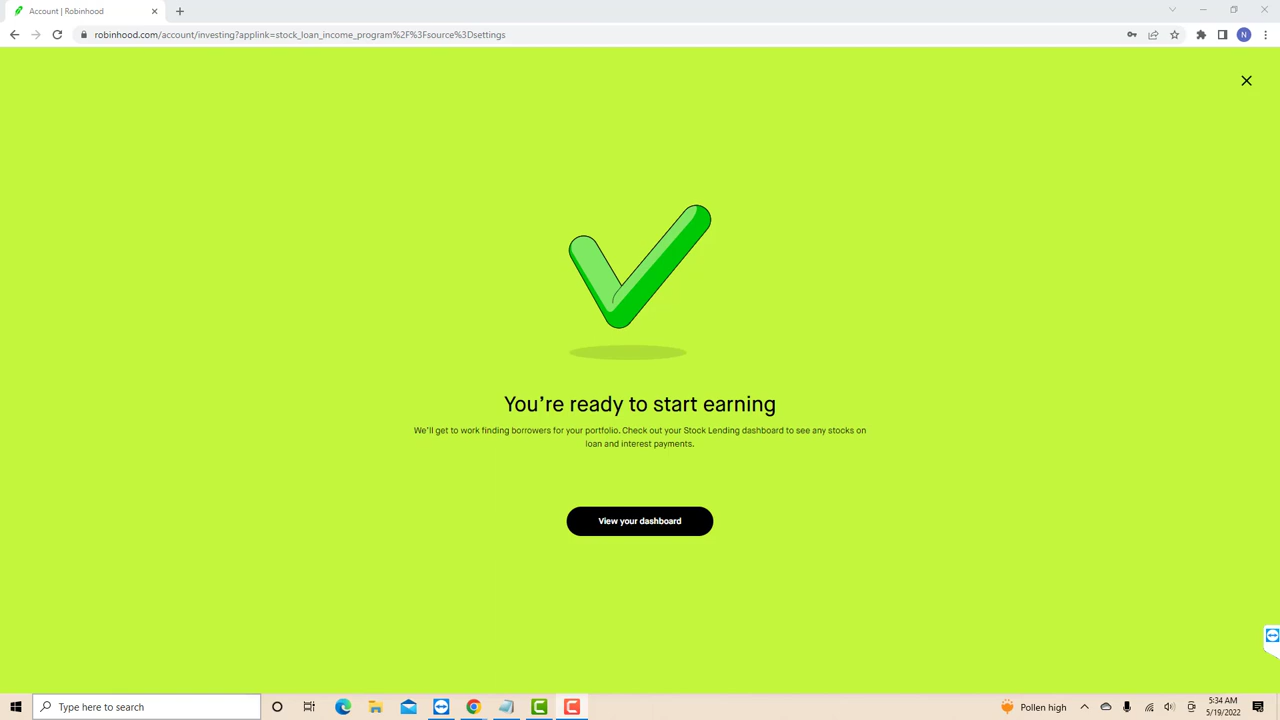 Account | Robinhood
robinhood.com/account/investing?applink=stock_loan_income_program%2F%3Fsource%3Dsettings
N
You're ready to start earning
We'll get to work finding borrowers for your portfolio. Check out your Stock Lending dashboard to see any stocks on
loan and interest payments.
View your dashboard
Type here to search
Pollen high
5:34 AM
5/19/2022